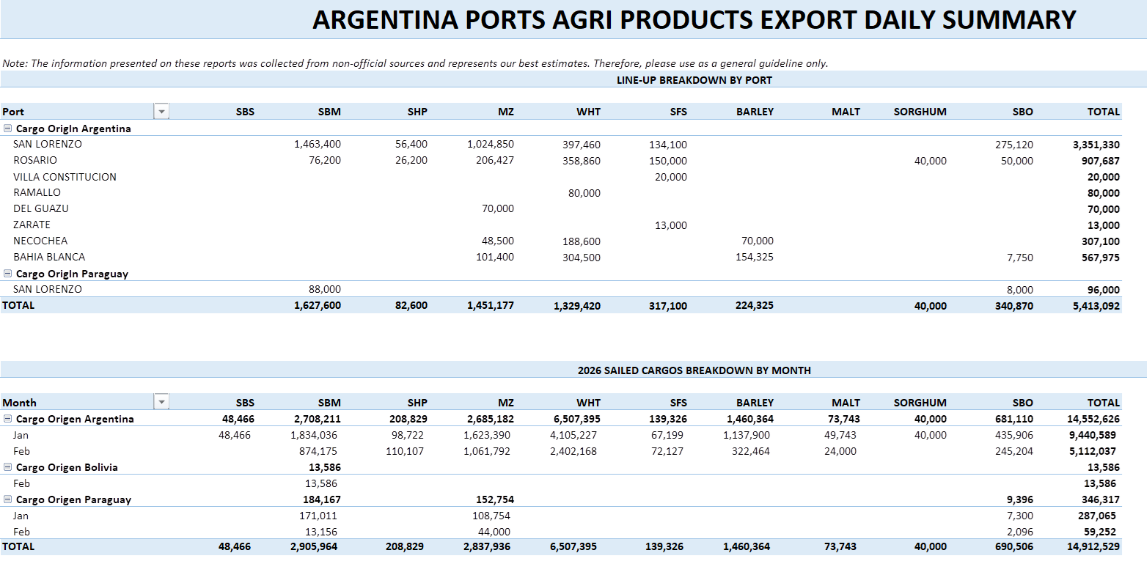 ARGENTINA PORTS AGRI PRODUCTS EXPORT DAILY SUMMARY
Note: The information presented on these reports was collected from non-official sources and represents our best estimates. Therefore, please use as a general guideline only.
LINE-UP BREAKDOWN BY PORT
Port SBS SBM SHP MZ WHT SFS BARLEY MALT SORGHUM SBO TOTAL
Cargo OrigIn Argentina
SAN LORENZO 1,463,400 56,400 1,024,850 397,460 134,100 275,120 3,351,330
ROSARIO 76,200 26,200 206,427 358,860 150,000 40,000 50,000 907,687
VILLA CONSTITUCION 20,000 20,000
RAMALLO 80,000 80,000
DEL GUAZU 70,000 70,000
ZARATE 13,000 13,000
NECOCHEA 48,500 188,600 70,000 307,100
BAHIA BLANCA 101,400 304,500 154,325 7,750 567,975
Cargo OrigIn Paraguay
SAN LORENZO 88,000 8,000 96,000
TOTAL 1,627,600 82,600 1,451,177 1,329,420 317,100 224,325 40,000 340,870 5,413,092
2026 SAILED CARGOS BREAKDOWN BY MONTH
Month SBS SBM SHP MZ WHT SFS BARLEY MALT SORGHUM SBO TOTAL
Cargo Origen Argentina 48,466 2,708,211 208,829 2,685,182 6,507,395 139,326 1,460,364 73,743 40,000 681,110 14,552,626
Jan 48,466 1,834,036 98,722 1,623,390 4,105,227 67,199 1,137,900 49,743 40,000 435,906 9,440,589
Feb 874,175 110,107 1,061,792 2,402,168 72,127 322,464 24,000 245,204 5,112,037
Cargo Origen Bolivia 13,586 13,586
Feb 13,586 13,586
Cargo Origen Paraguay 184,167 152,754 9,396 346,317
Jan 171,011 108,754 7,300 287,065
Feb 13,156 44,000 2,096 59,252
TOTAL 48,466 2,905,964 208,829 2,837,936 6,507,395 139,326 1,460,364 73,743 40,000 690,506 14,912,529